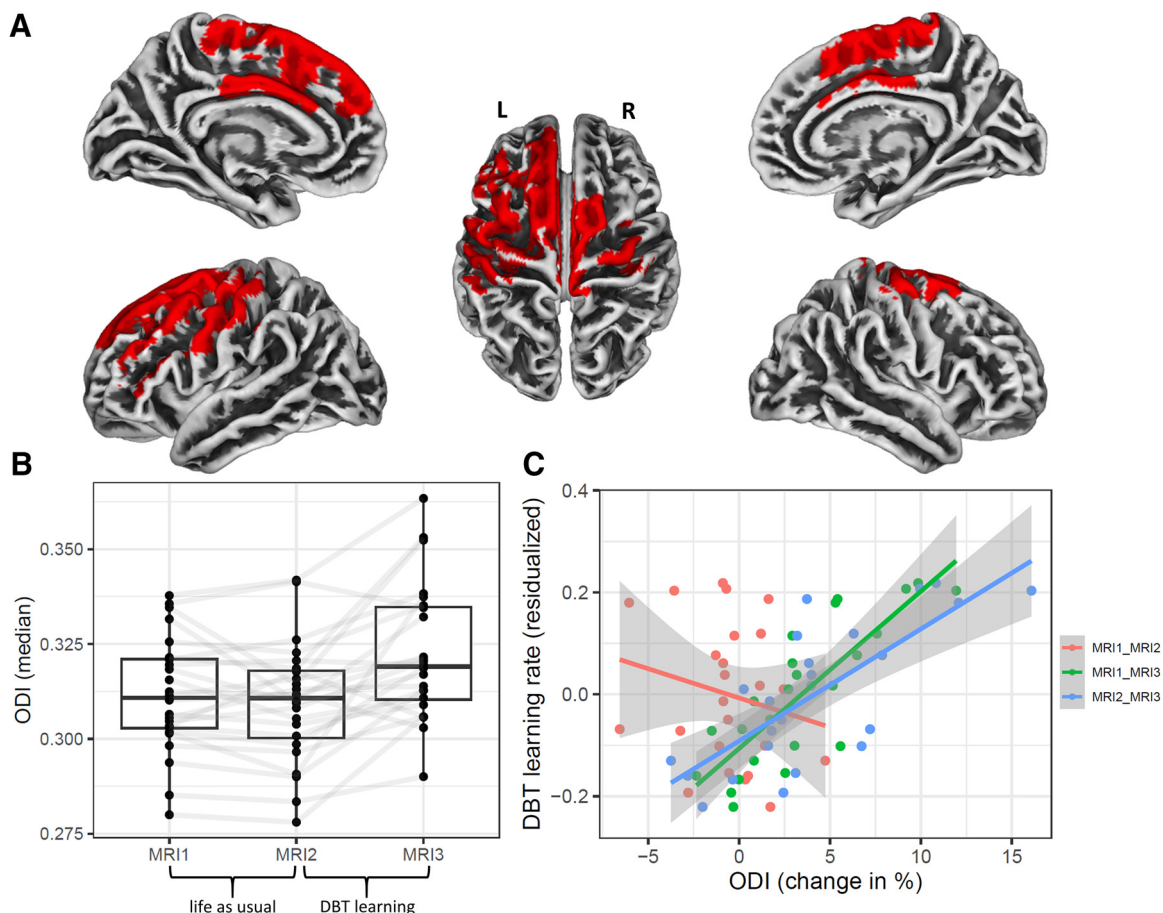 A
L R
B
C
ODI (median)
0.350
0.325
0.300
0.275
MRI1 MRI2 MRI3
life as usual DBT learning
DBT learning rate (residualized)
0.4
0.2
0.0
−0.2
−5 0 5 10 15
ODI (change in %)
MRI1_MRI2
MRI1_MRI3
MRI2_MRI3